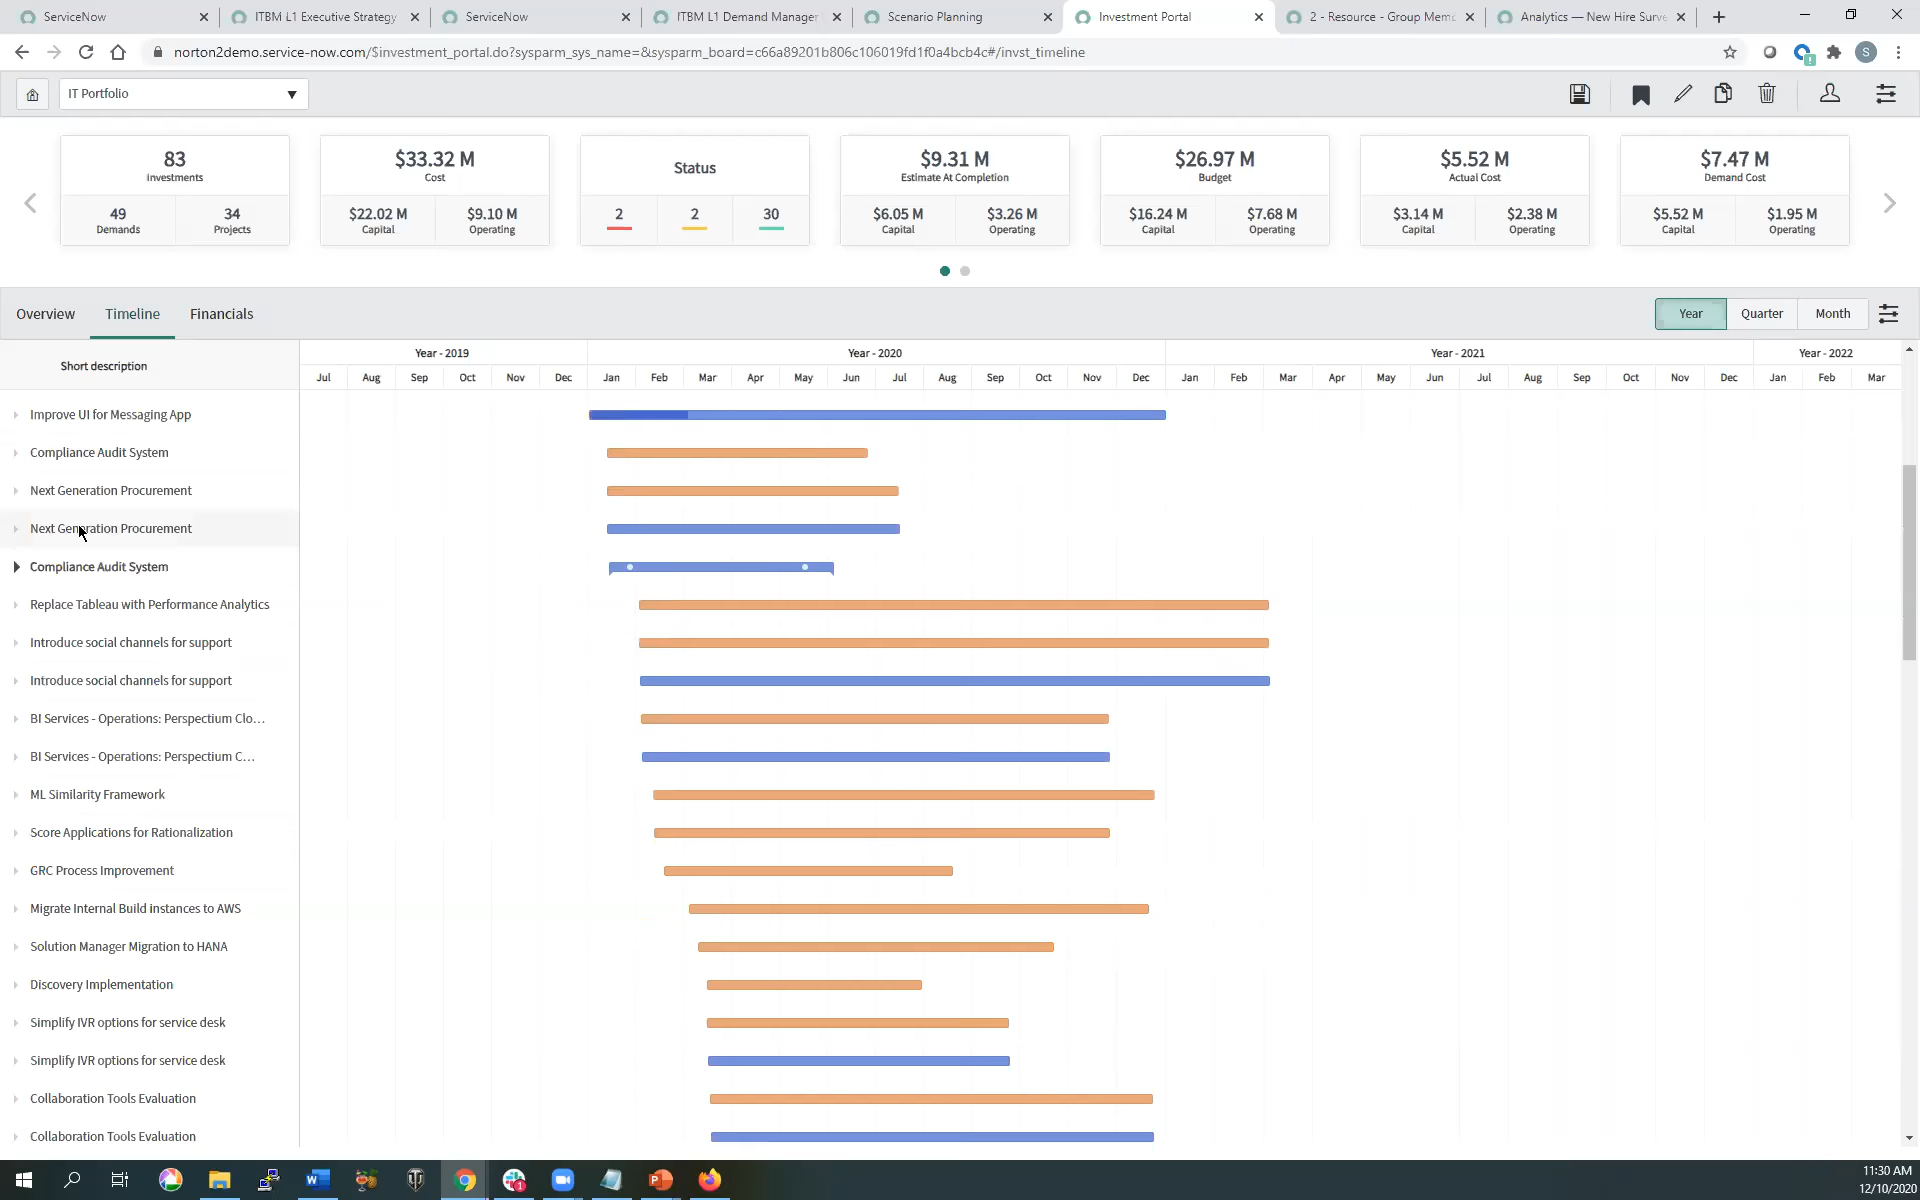 ServiceNow
ITBM L1 Executive Strategy
ServiceNow
ITBM L1 Demand Manager
Scenario Planning
Investment Portal
2 - Resource - Group Memb
Analytics — New Hire Surve
norton2demo.service-now.com/$investment_portal.do?sysparm_sys_name=&sysparm_board=c66a89201b806c106019fd1f0a4bcb4c#/invst_timeline
S
IT Portfolio
83
Investments
49 34
Demands Projects
$33.32 M
Cost
$22.02 M $9.10 M
Capital Operating
Status
2 2 30
$9.31 M
Estimate At Completion
$6.05 M $3.26 M
Capital Operating
$26.97 M
Budget
$16.24 M $7.68 M
Capital Operating
$5.52 M
Actual Cost
$3.14 M $2.38 M
Capital Operating
$7.47 M
Demand Cost
$5.52 M $1.95 M
Capital Operating
Overview Timeline Financials
Year Quarter Month
Short description
Year - 2019 Year - 2020 Year - 2021 Year - 2022
Jul Aug Sep Oct Nov Dec Jan Feb Mar Apr May Jun Jul Aug Sep Oct Nov Dec Jan Feb Mar Apr May Jun Jul Aug Sep Oct Nov Dec Jan Feb Mar
Improve UI for Messaging App
Compliance Audit System
Next Generation Procurement
Next Generation Procurement
Compliance Audit System
Replace Tableau with Performance Analytics
Introduce social channels for support
Introduce social channels for support
BI Services - Operations: Perspectium Clo...
BI Services - Operations: Perspectium C...
ML Similarity Framework
Score Applications for Rationalization
GRC Process Improvement
Migrate Internal Build instances to AWS
Solution Manager Migration to HANA
Discovery Implementation
Simplify IVR options for service desk
Simplify IVR options for service desk
Collaboration Tools Evaluation
Collaboration Tools Evaluation
11:30 AM
12/10/2020